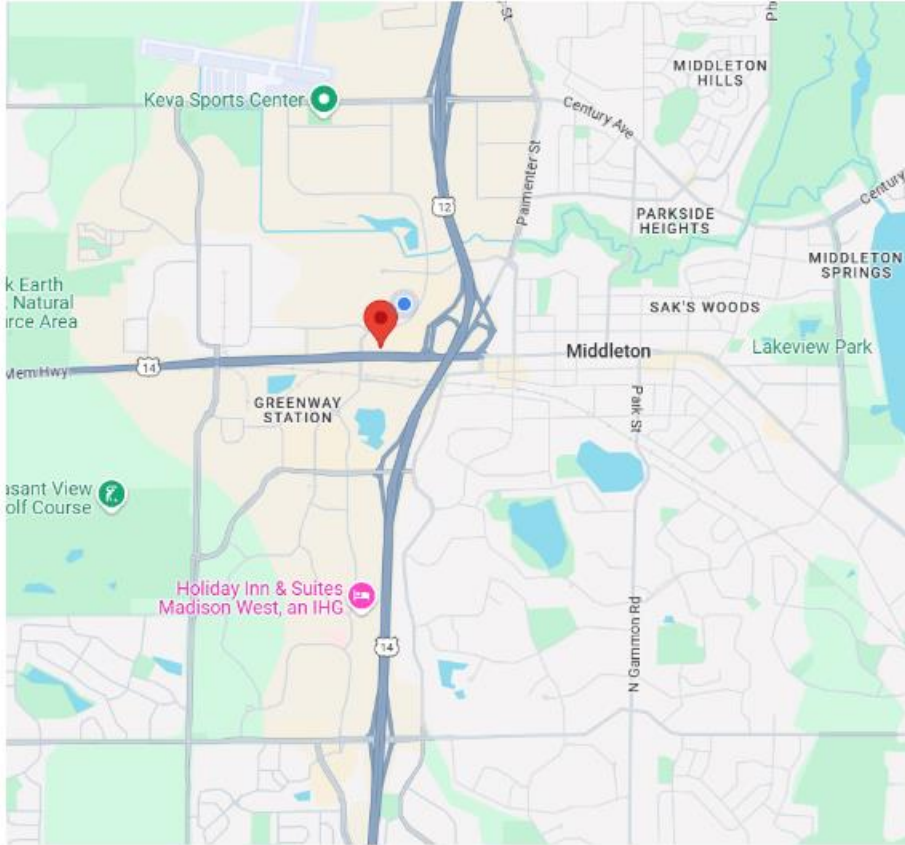 MIDDLETON
HILLS
Keva Sports Center
Century Ave
Parmenter St
12
PARKSIDE
HEIGHTS
Century
MIDDLETON
SPRINGS
k Earth
Natural
rce Area
SAK'S WOODS
Middleton
Lakeview Park
14
Mem Hwy
GREENWAY
STATION
Park St
asant View
olf Course
Holiday Inn & Suites
Madison West, an IHG
N Gammon Rd
14